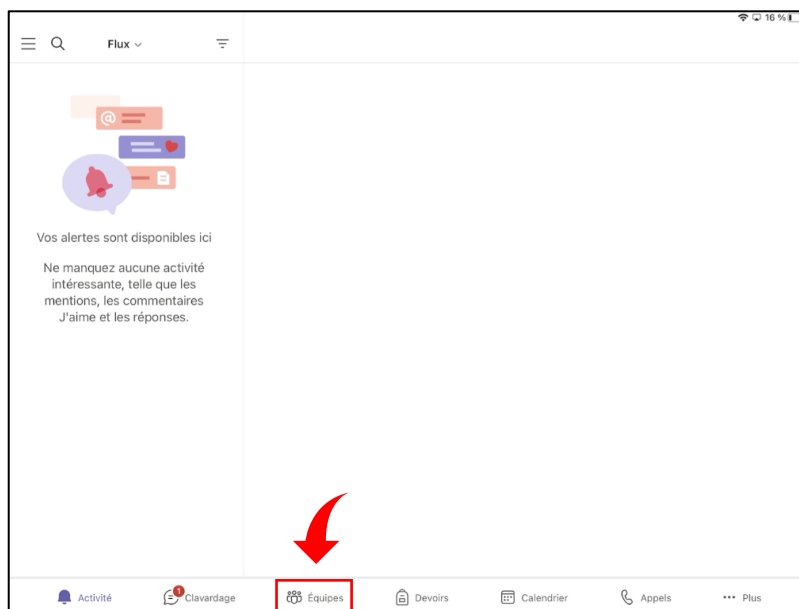 16 %
Flux
Vos alertes sont disponibles ici
Ne manquez aucune activité
intéressante, telle que les
mentions, les commentaires
J'aime et les réponses.
Activité
1
Clavardage
Équipes
Devoirs
Calendrier
Appels
Plus